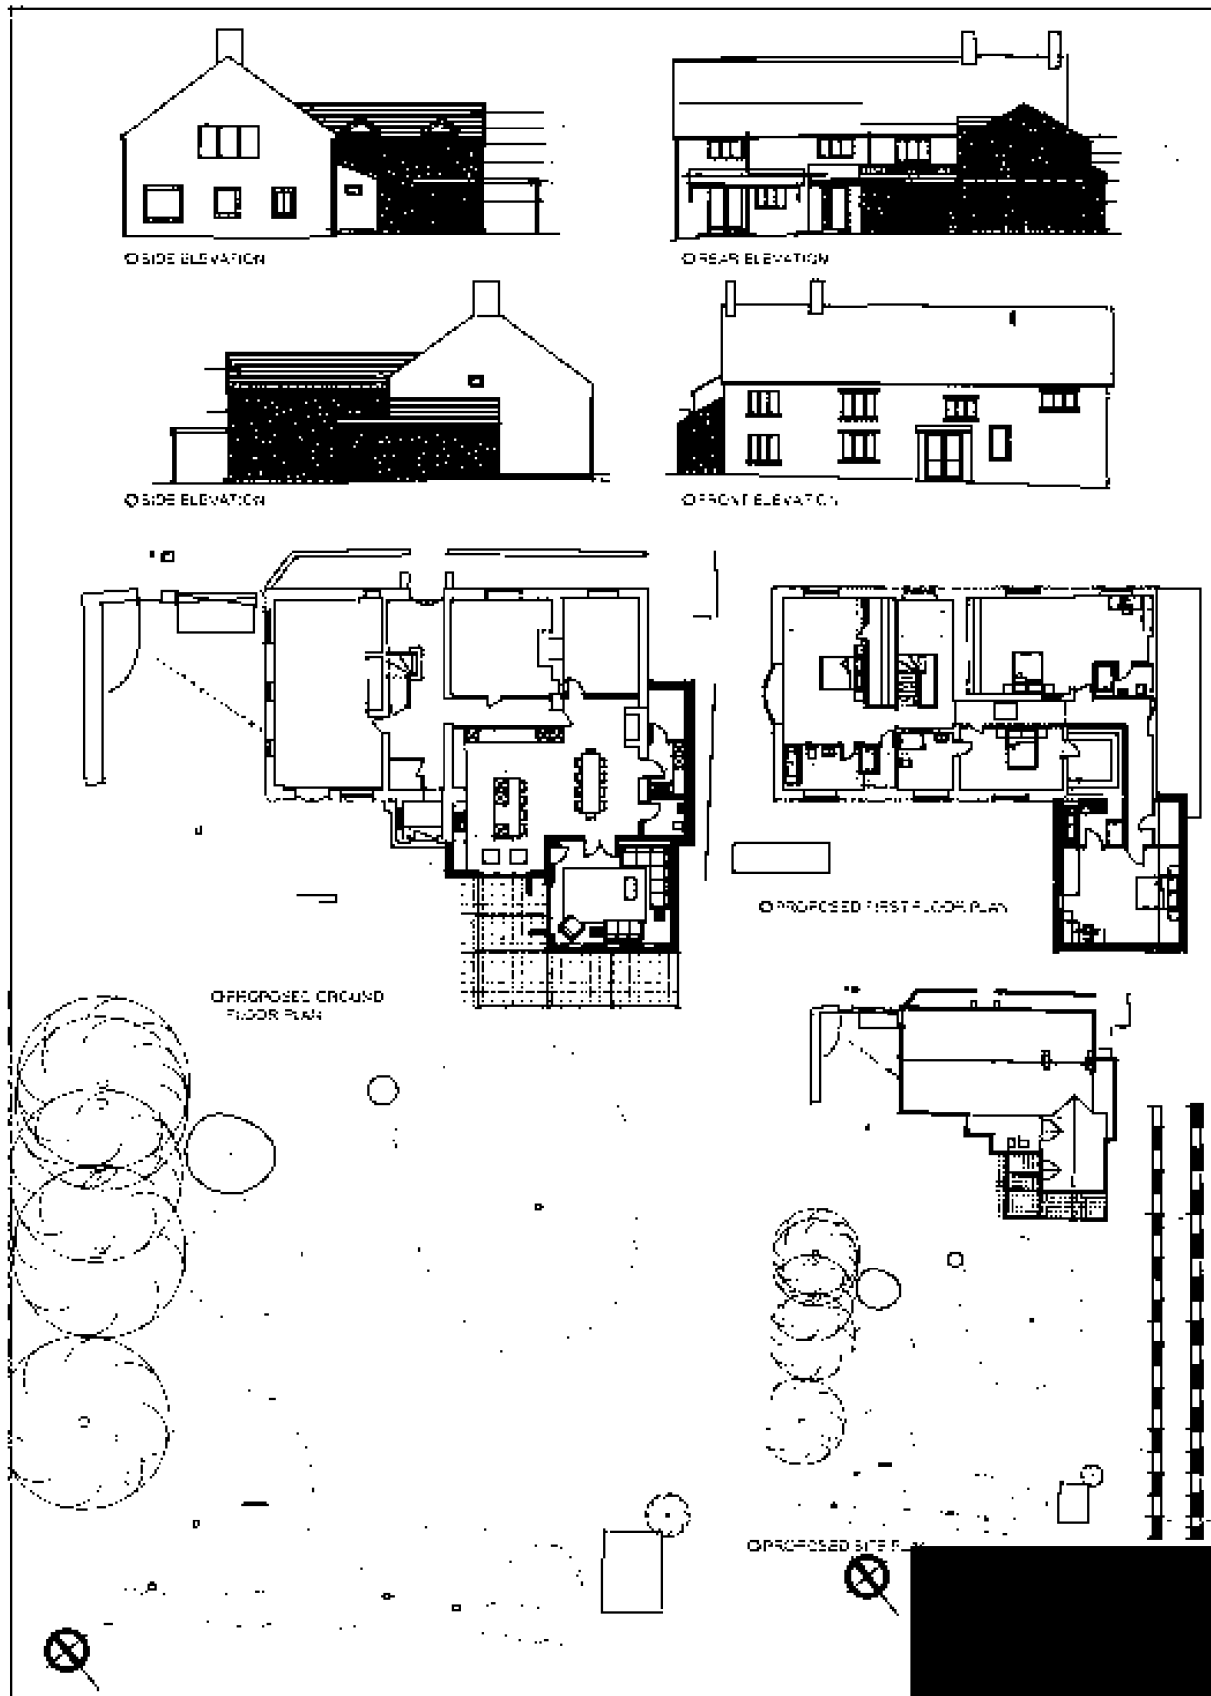 SIDE ELEVATION
REAR ELEVATION
SIDE ELEVATION
FRONT ELEVATION
PROPOSED FIRST FLOOR PLAN
PROPOSED GROUND
FLOOR PLAN
PROPOSED SITE PLAN